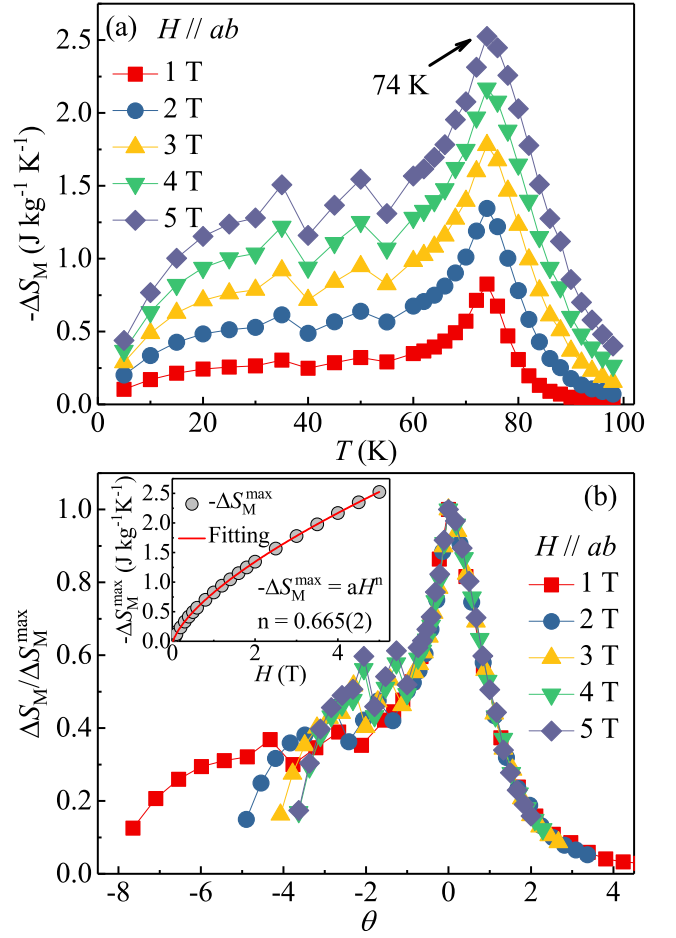 (a)
H // ab
1 T
2 T
3 T
4 T
5 T
74 K
-ΔS_M (J kg⁻¹ K⁻¹)
2.5
2.0
1.5
1.0
0.5
0.0
0 20 40 60 80 100
T (K)
(b)
H // ab
1 T
2 T
3 T
4 T
5 T
ΔS_M/ΔS_M^max
1.0
0.8
0.6
0.4
0.2
0.0
-8 -6 -4 -2 0 2 4
θ
-ΔS_M^max (J kg⁻¹K⁻¹)
2.5
2.0
1.5
1.0
0.5
0.0
-ΔS_M^max
Fitting
-ΔS_M^max = aHⁿ
n = 0.665(2)
0 2 4
H (T)